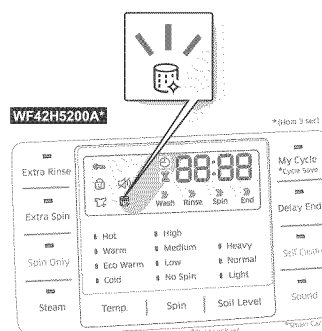 WF42H5200A*
*(Hold 3 sec)
88:88
My Cycle
*Cycle Save
Extra Rinse
Wash Rinse Spin End
Delay End
Extra Spin
Hot High
Warm Medium Heavy
Spin Only
Self Clean
Eco Warm Low Normal
Cold No Spin Light
Steam
Sound
Temp. Spin Soil Level